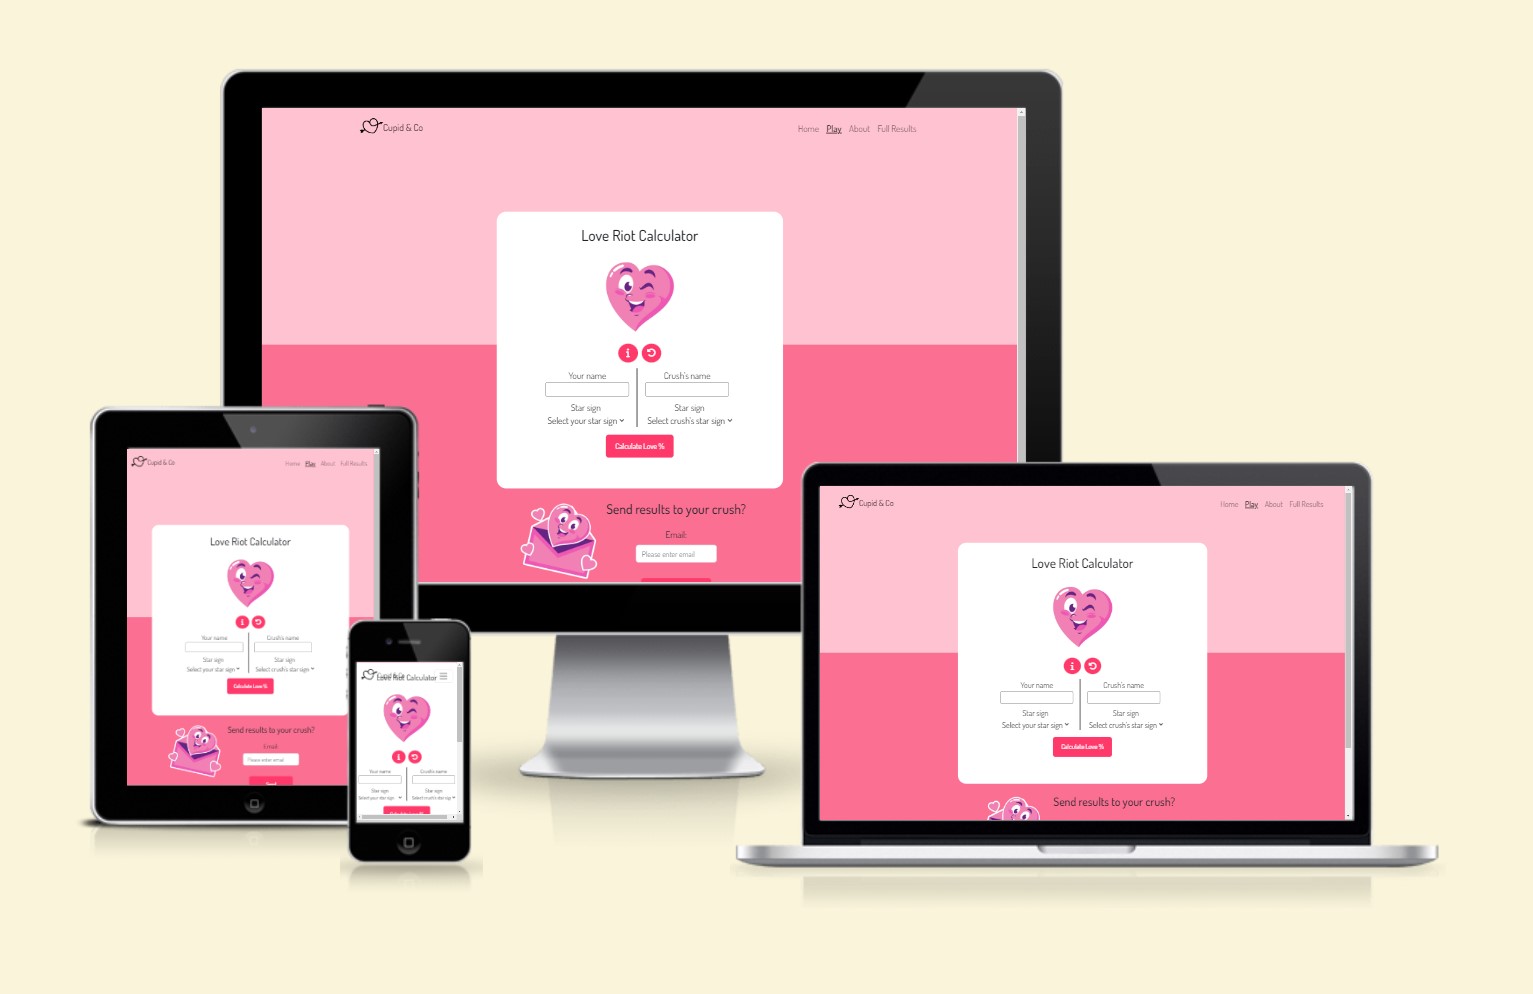 Cupid & Co
Home Play About Full Results
Love Riot Calculator
i
Your name Crush's name
Star sign Star sign
Select your star sign Select crush's star sign
Calculate Love %
Send results to your crush?
Email:
Please enter email
Cupid & Co
Home Play About Full Results
Love Riot Calculator
i
Your name Crush's name
Star sign Star sign
Select your star sign Select crush's star sign
Calculate Love %
Send results to your crush?
Email:
Please enter email
Send
Cupid & Co
Love Riot Calculator
i
Your name Crush's name
Star sign Star sign
Select your star sign Select crush's star sign
Cupid & Co
Home Play About Full Results
Love Riot Calculator
i
Your name Crush's name
Star sign Star sign
Select your star sign Select crush's star sign
Calculate Love %
Send results to your crush?